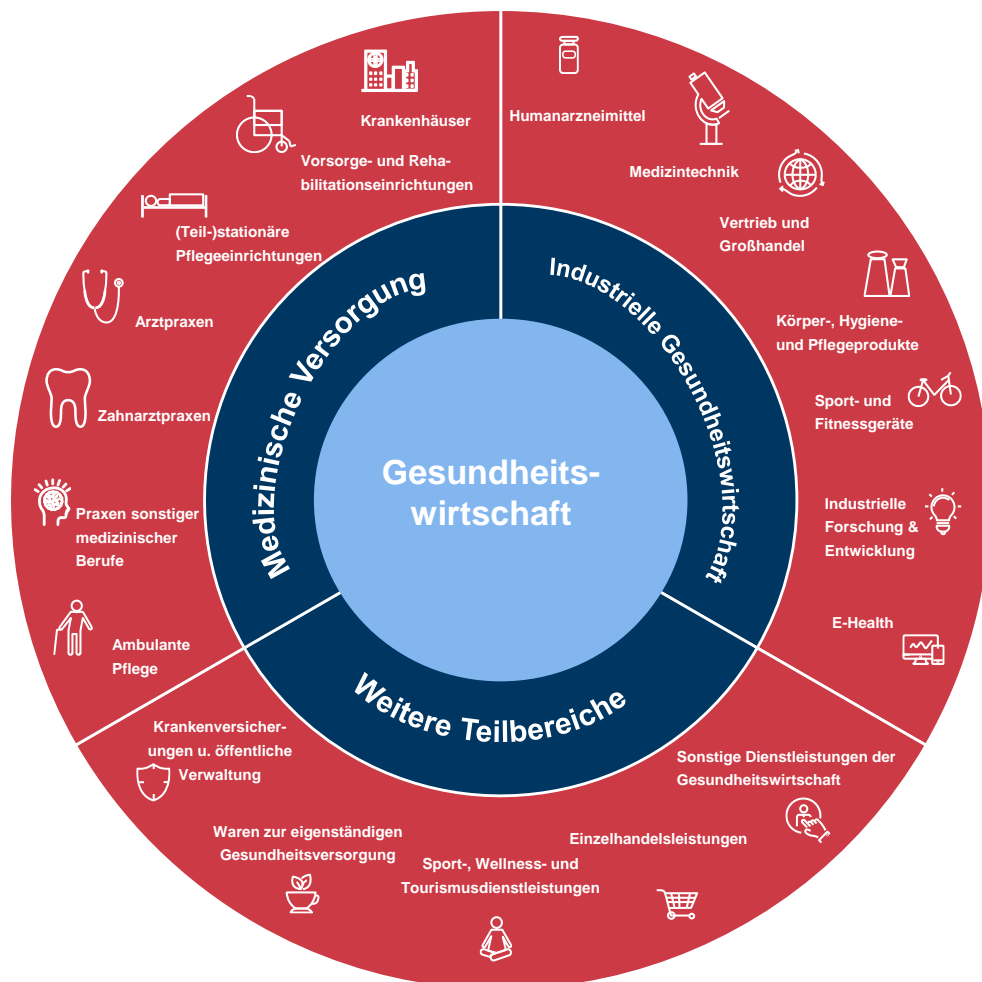 Gesundheits-
wirtschaft
Medizinische Versorgung
Krankenhäuser
Vorsorge- und Reha-
bilitationseinrichtungen
(Teil-)stationäre
Pflegeeinrichtungen
Arztpraxen
Zahnarztpraxen
Praxen sonstiger
medizinischer
Berufe
Ambulante
Pflege
Industrielle Gesundheitswirtschaft
Humanarzneimittel
Medizintechnik
Vertrieb und
Großhandel
Körper-, Hygiene-
und Pflegeprodukte
Sport- und
Fitnessgeräte
Industrielle
Forschung &
Entwicklung
E-Health
Weitere Teilbereiche
Krankenversicher-
ungen u. öffentliche
Verwaltung
Waren zur eigenständigen
Gesundheitsversorgung
Sport-, Wellness- und
Tourismusdienstleistungen
Einzelhandelsleistungen
Sonstige Dienstleistungen der
Gesundheitswirtschaft